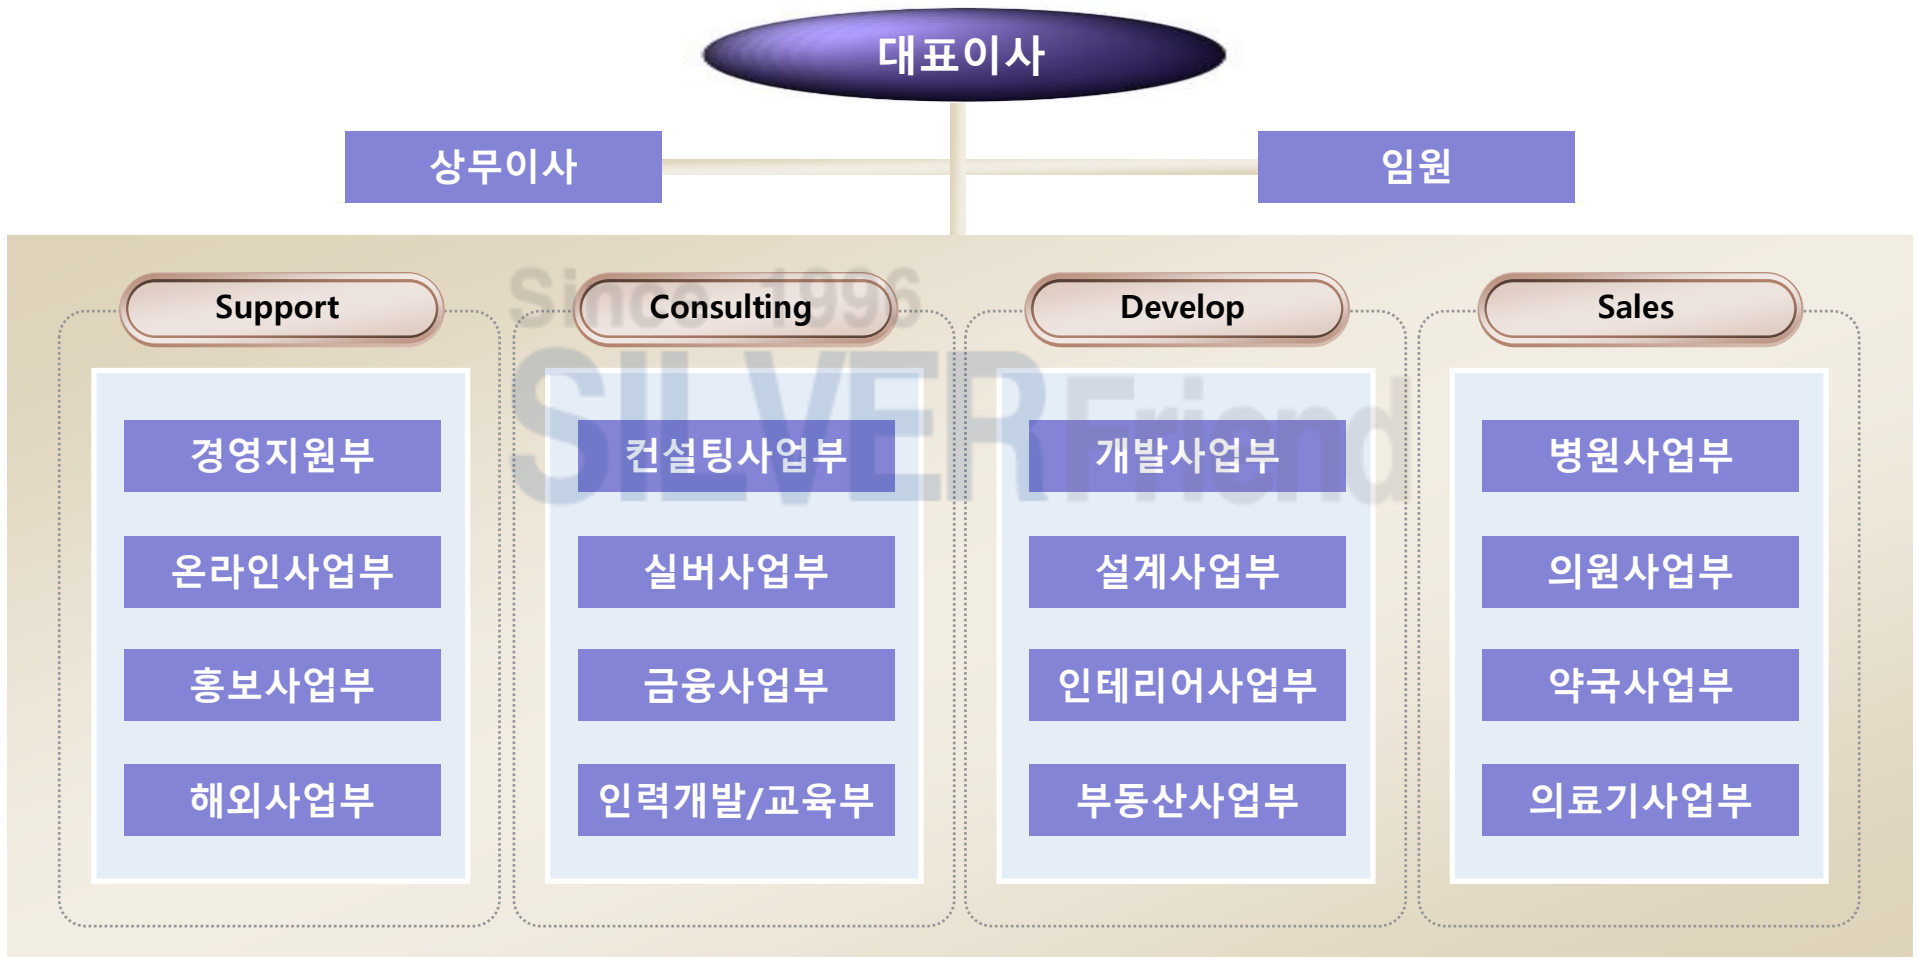 대표이사
상무이사
임원
Since 1996
SILVER Friend
Support
경영지원부
온라인사업부
홍보사업부
해외사업부
Consulting
컨설팅사업부
실버사업부
금융사업부
인력개발/교육부
Develop
개발사업부
설계사업부
인테리어사업부
부동산사업부
Sales
병원사업부
의원사업부
약국사업부
의료기사업부